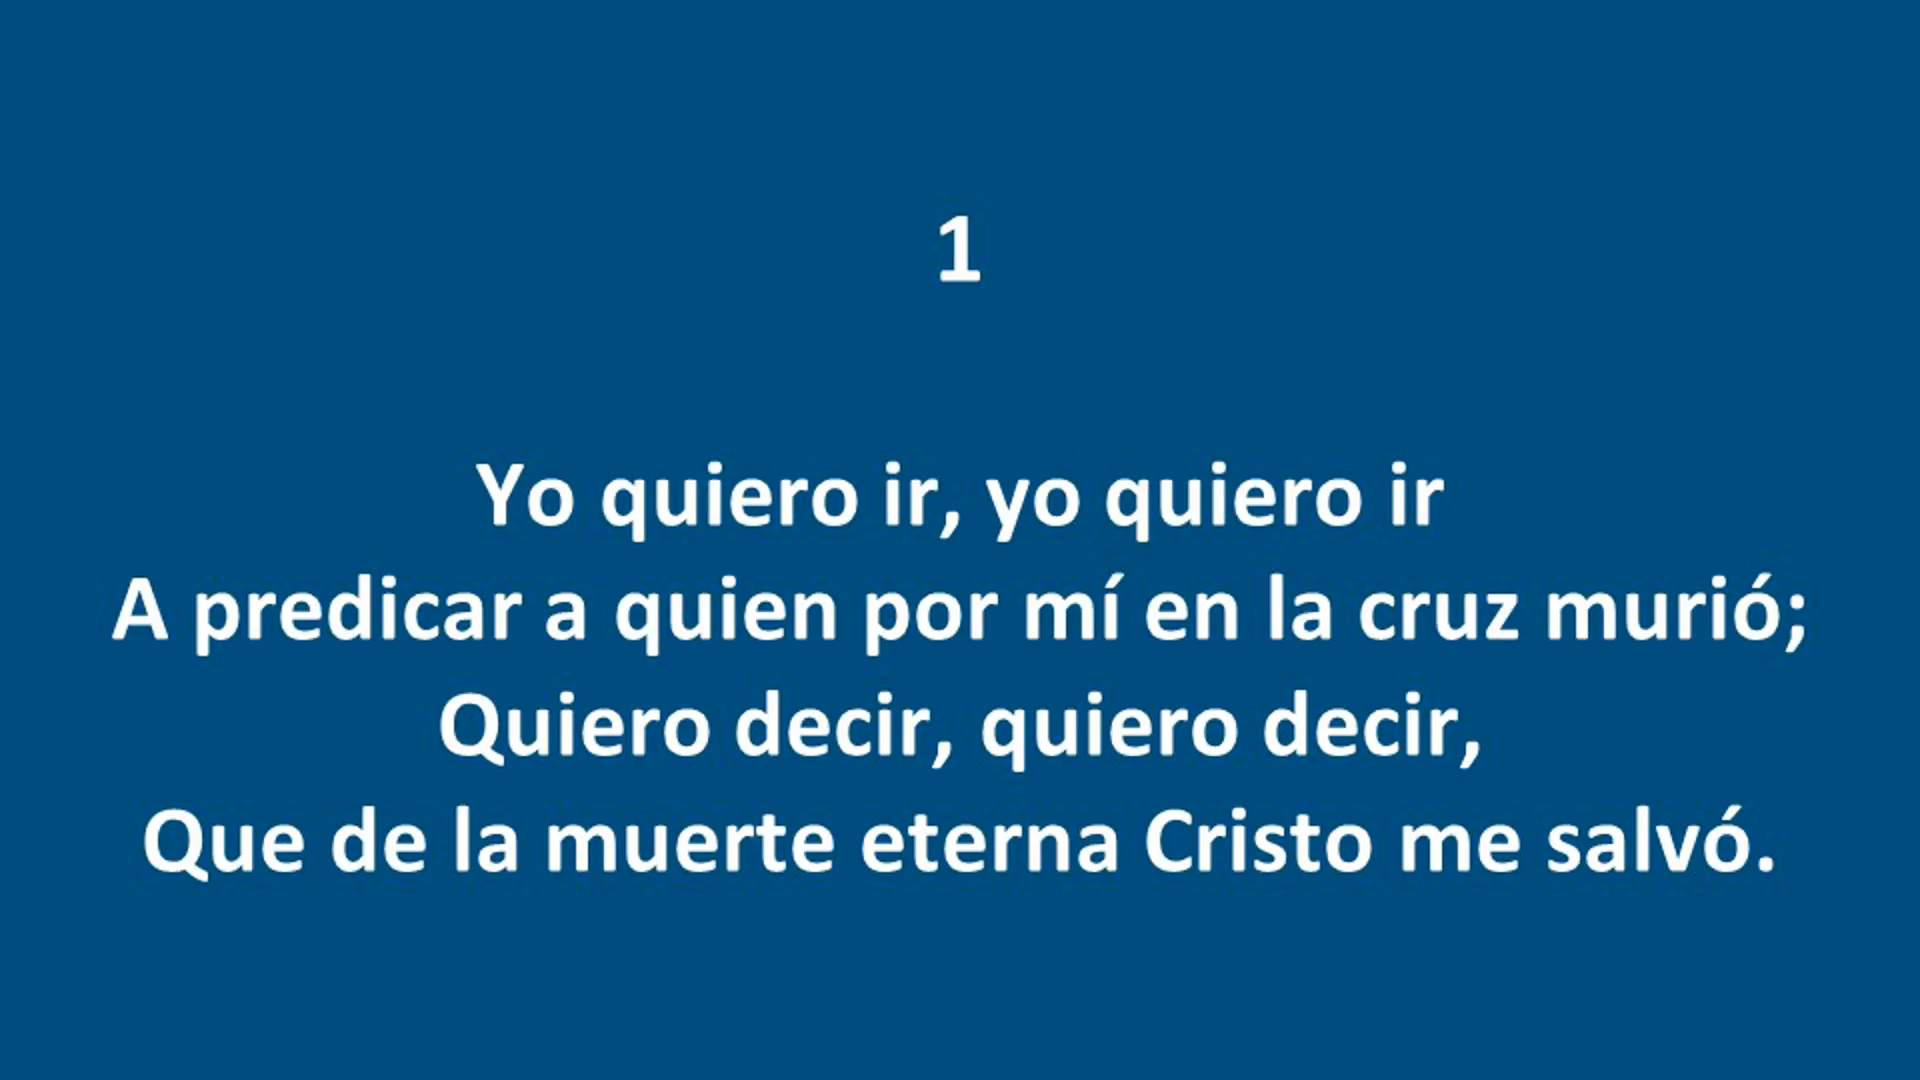 1
Yo quiero ir, yo quiero ir
A predicar a quien por mí en la cruz murió;
Quiero decir, quiero decir,
Que de la muerte eterna Cristo me salvó.